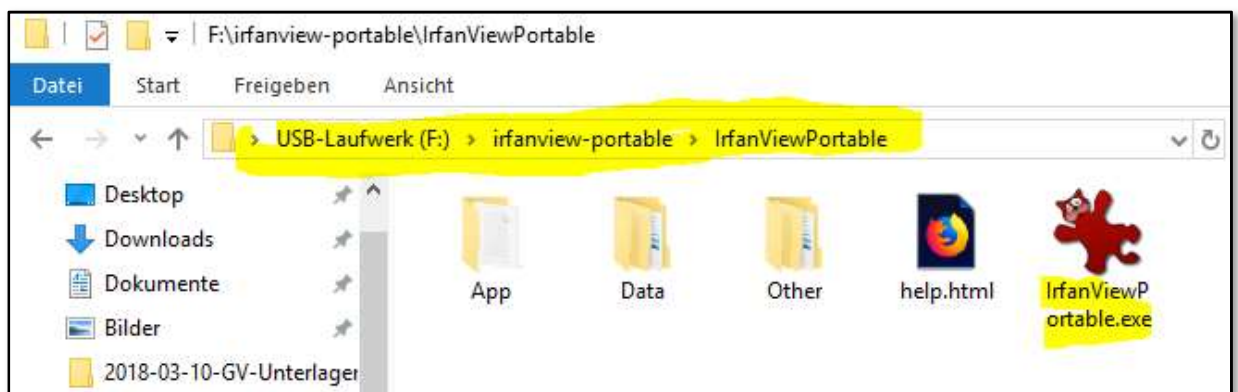 F:\irfanview-portable\IrfanViewPortable
Datei Start Freigeben Ansicht
USB-Laufwerk (F:) > irfanview-portable > IrfanViewPortable
Desktop
Downloads
Dokumente
Bilder
2018-03-10-GV-Unterlagen
App
Data
Other
help.html
IrfanViewP
ortable.exe